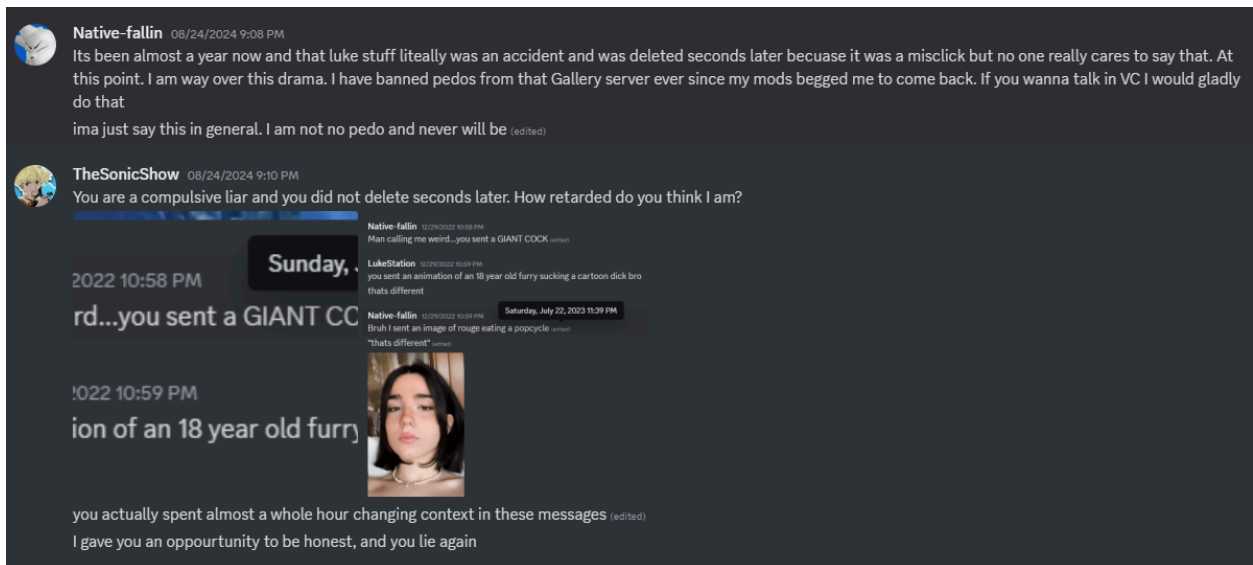 Native-fallin 08/24/2024 9:08 PM
Its been almost a year now and that luke stuff liteally was an accident and was deleted seconds later becuase it was a misclick but no one really cares to say that. At
this point. I am way over this drama. I have banned pedos from that Gallery server ever since my mods begged me to come back. If you wanna talk in VC I would gladly
do that
ima just say this in general. I am not no pedo and never will be (edited)
TheSonicShow 08/24/2024 9:10 PM
You are a compulsive liar and you did not delete seconds later. How retarded do you think I am?
Sunday, .
2022 10:58 PM
rd...you sent a GIANT CO
2022 10:59 PM
ion of an 18 year old furry
Native-fallin 12/29/2022 10:58 PM
Man calling me weird...you sent a GIANT COCK (edited)
LukeStation 12/29/2022 10:59 PM
you sent an animation of an 18 year old furry sucking a cartoon dick bro
thats different
Saturday, July 22, 2023 11:39 PM
Native-fallin 12/29/2022 10:59 PM
Bruh I sent an image of rouge eating a popcycle (edited)
"thats different" (edited)
you actually spent almost a whole hour changing context in these messages (edited)
I gave you an oppourtunity to be honest, and you lie again